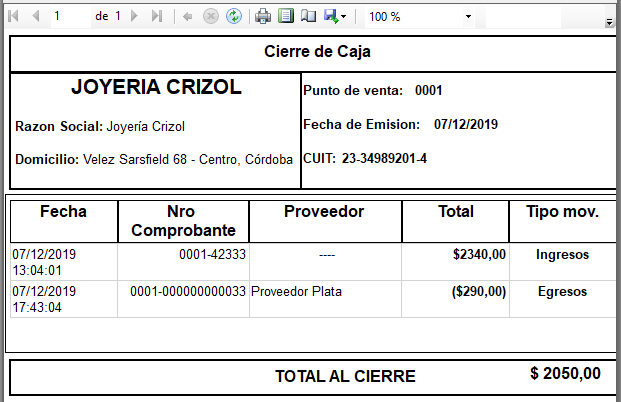 1 de 1 100 %
Cierre de Caja
JOYERIA CRIZOL
Razon Social: Joyería Crizol
Domicilio: Velez Sarsfield 68 - Centro, Córdoba
Punto de venta: 0001
Fecha de Emision: 07/12/2019
CUIT: 23-34989201-4
Fecha Nro Comprobante Proveedor Total Tipo mov.
07/12/2019 13:04:01 0001-42333 ---- $2340,00 Ingresos
07/12/2019 17:43:04 0001-000000000033 Proveedor Plata ($290,00) Egresos
TOTAL AL CIERRE $ 2050,00